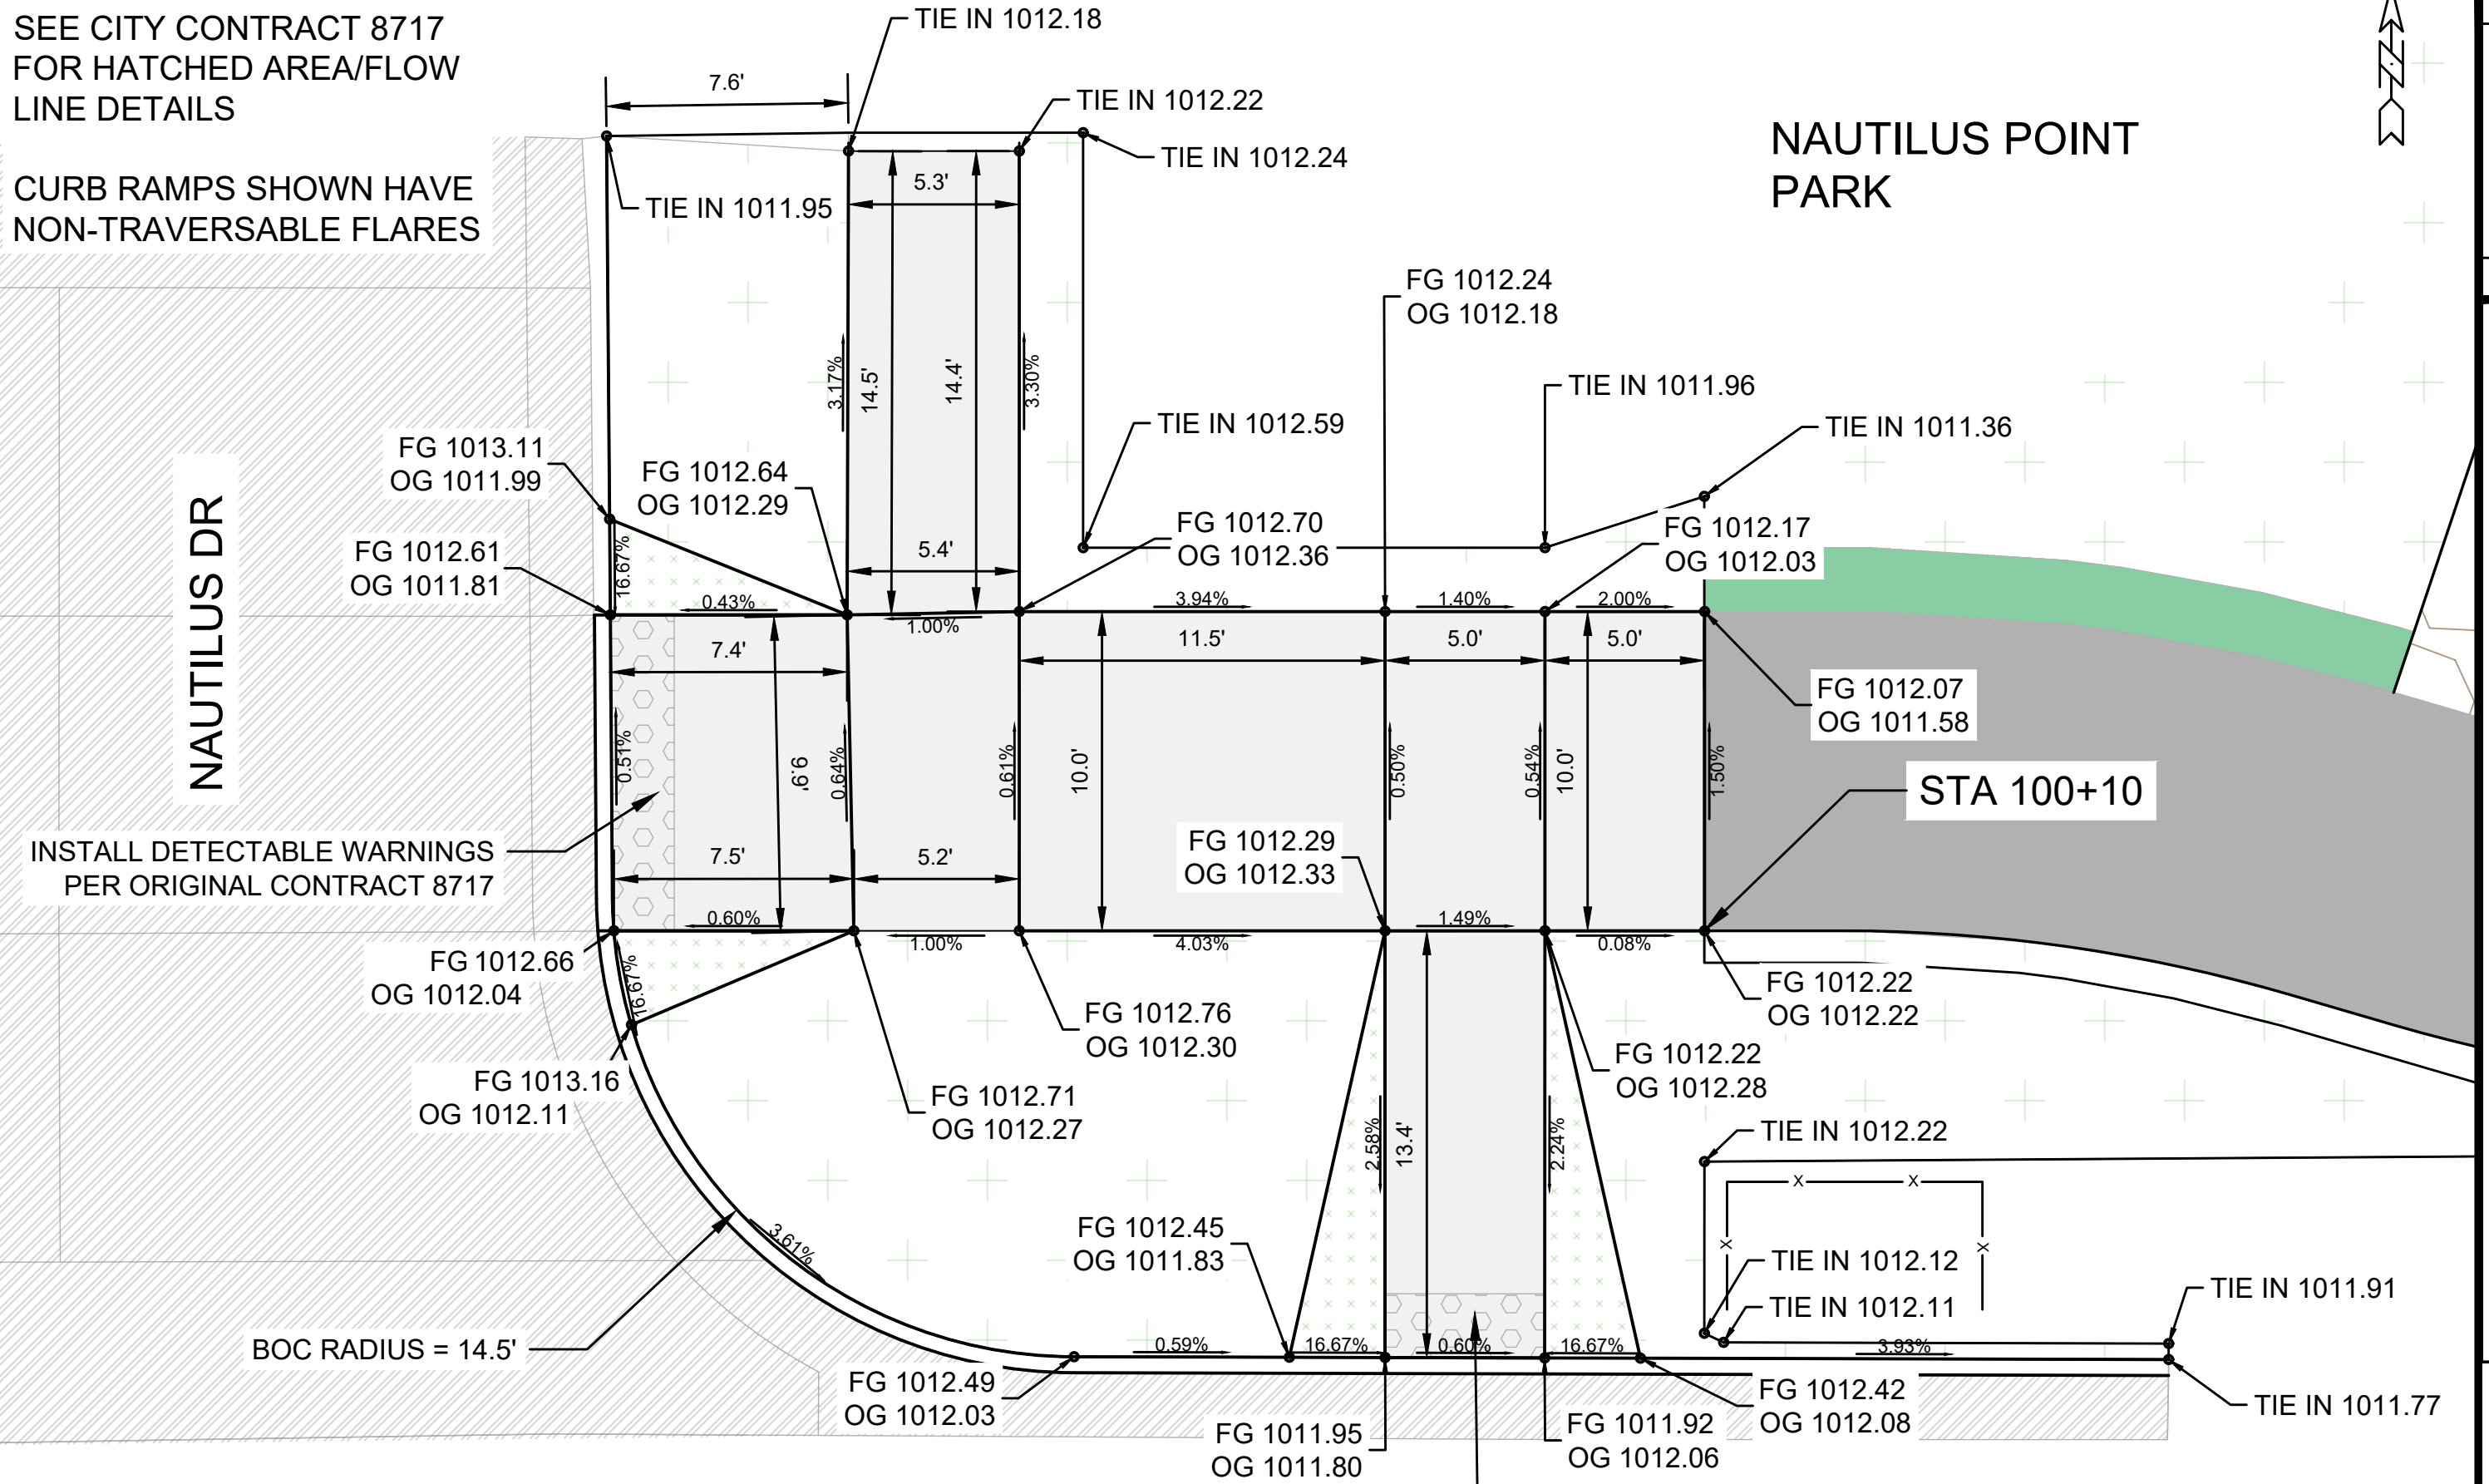 SEE CITY CONTRACT 8717
FOR HATCHED AREA/FLOW
LINE DETAILS
CURB RAMPS SHOWN HAVE
NON-TRAVERSABLE FLARES
TIE IN 1012.18
7.6'
TIE IN 1012.22
TIE IN 1012.24
N
NAUTILUS POINT
PARK
5.3'
TIE IN 1011.95
FG 1012.24
OG 1012.18
3.17%
14.5'
14.4'
3.30%
TIE IN 1011.96
TIE IN 1012.59
TIE IN 1011.36
FG 1013.11
OG 1011.99
FG 1012.64
OG 1012.29
FG 1012.70
OG 1012.36
FG 1012.17
OG 1012.03
NAUTILUS DR
FG 1012.61
OG 1011.81
16.67%
5.4'
0.43%
1.00%
3.94%
1.40%
2.00%
7.4'
11.5'
5.0'
5.0'
FG 1012.07
OG 1011.58
0.51%
9.9'
0.64%
0.61%
10.0'
0.50%
0.54%
10.0'
1.50%
STA 100+10
INSTALL DETECTABLE WARNINGS
PER ORIGINAL CONTRACT 8717
7.5'
5.2'
FG 1012.29
OG 1012.33
0.60%
1.00%
4.03%
1.49%
0.08%
FG 1012.66
OG 1012.04
16.67%
FG 1012.22
OG 1012.22
FG 1012.76
OG 1012.30
FG 1013.16
OG 1012.11
FG 1012.71
OG 1012.27
FG 1012.22
OG 1012.28
2.58%
13.4'
2.24%
TIE IN 1012.22
X
X
X
X
3.61%
FG 1012.45
OG 1011.83
TIE IN 1012.12
TIE IN 1012.11
TIE IN 1011.91
BOC RADIUS = 14.5'
0.59%
16.67%
0.60%
16.67%
3.93%
FG 1012.49
OG 1012.03
FG 1011.95
OG 1011.80
FG 1011.92
OG 1012.06
FG 1012.42
OG 1012.08
TIE IN 1011.77